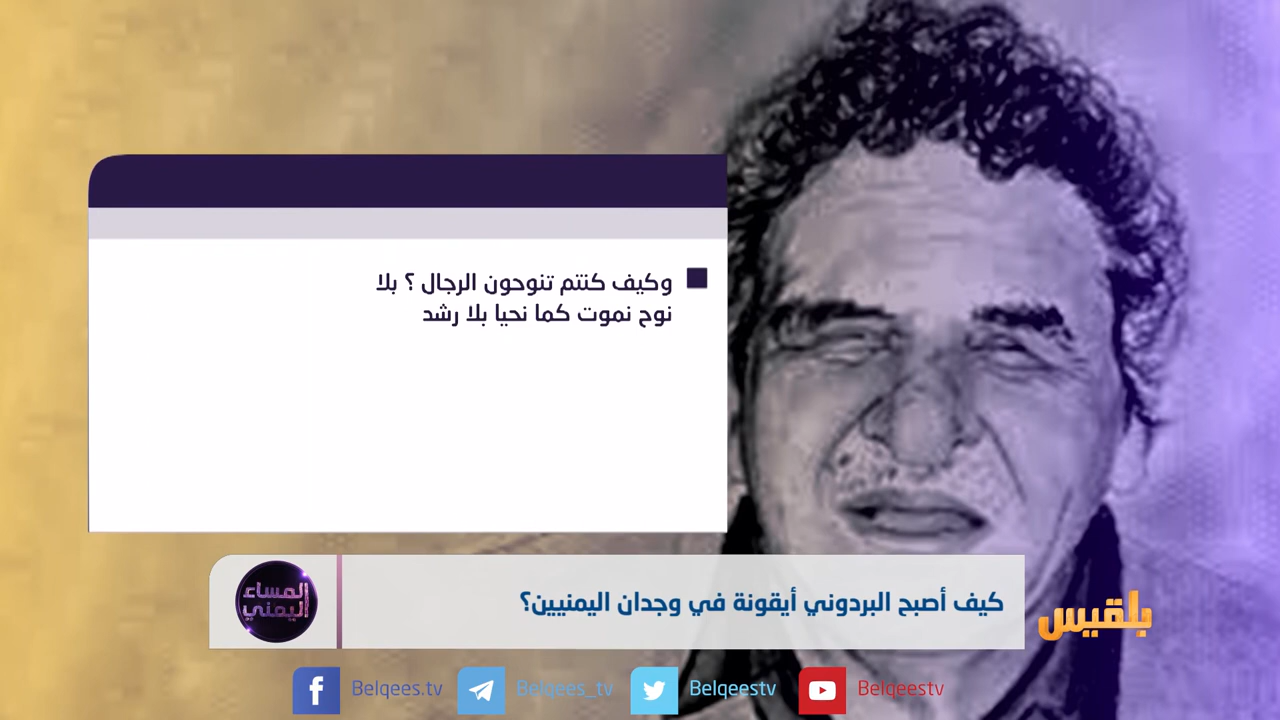 وكيف كنتم تنوحون الرجال ؟ بلا
نوح نموت كما نحيا بلا رشد
كيف أصبح البردوني أيقونة في وجدان اليمنيين؟
المساء
اليمني
بلقيس
Belqees.tv
Belqees_tv
Belqeestv
Belqeestv